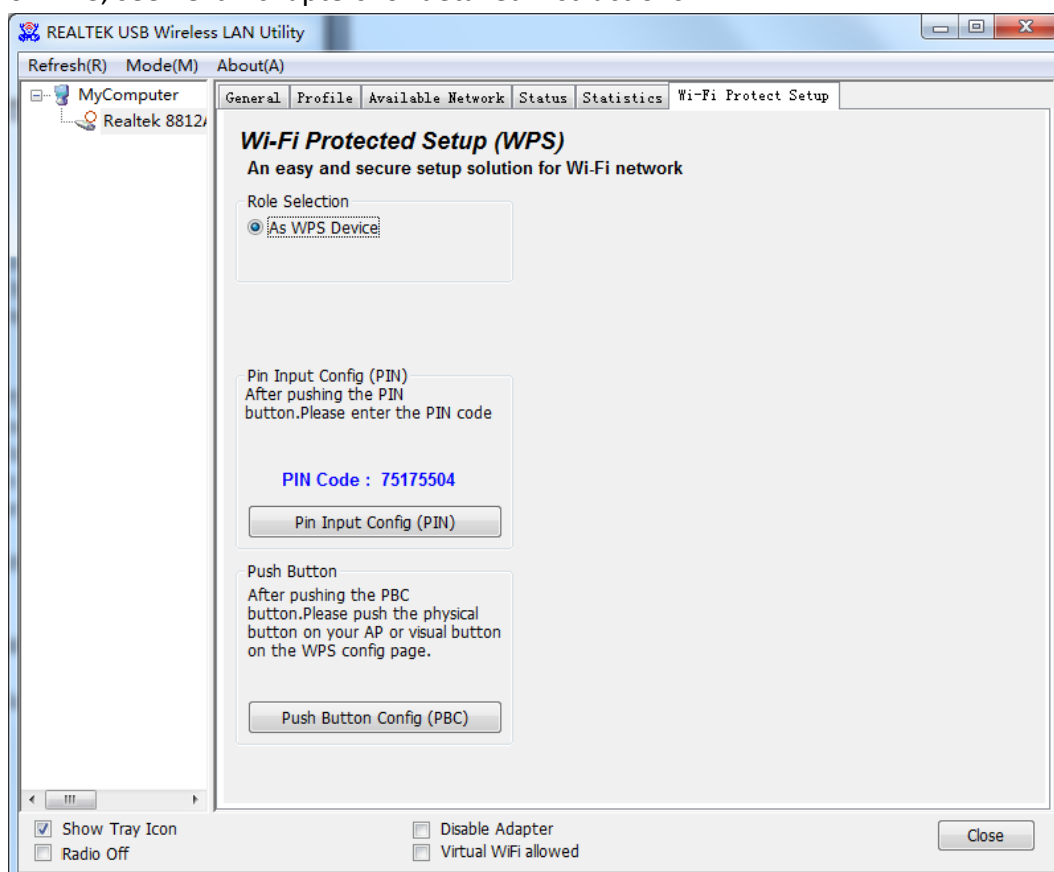 REALTEK USB Wireless LAN Utility
Refresh(R) Mode(M) About(A)
MyComputer
Realtek 8812
General Profile Available Network Status Statistics Wi-Fi Protect Setup
Wi-Fi Protected Setup (WPS)
An easy and secure setup solution for Wi-Fi network
Role Selection
As WPS Device
Pin Input Config (PIN)
After pushing the PIN
button.Please enter the PIN code
PIN Code : 75175504
Pin Input Config (PIN)
Push Button
After pushing the PBC
button.Please push the physical
button on your AP or visual button
on the WPS config page.
Push Button Config (PBC)
Show Tray Icon
Radio Off
Disable Adapter
Virtual WiFi allowed
Close